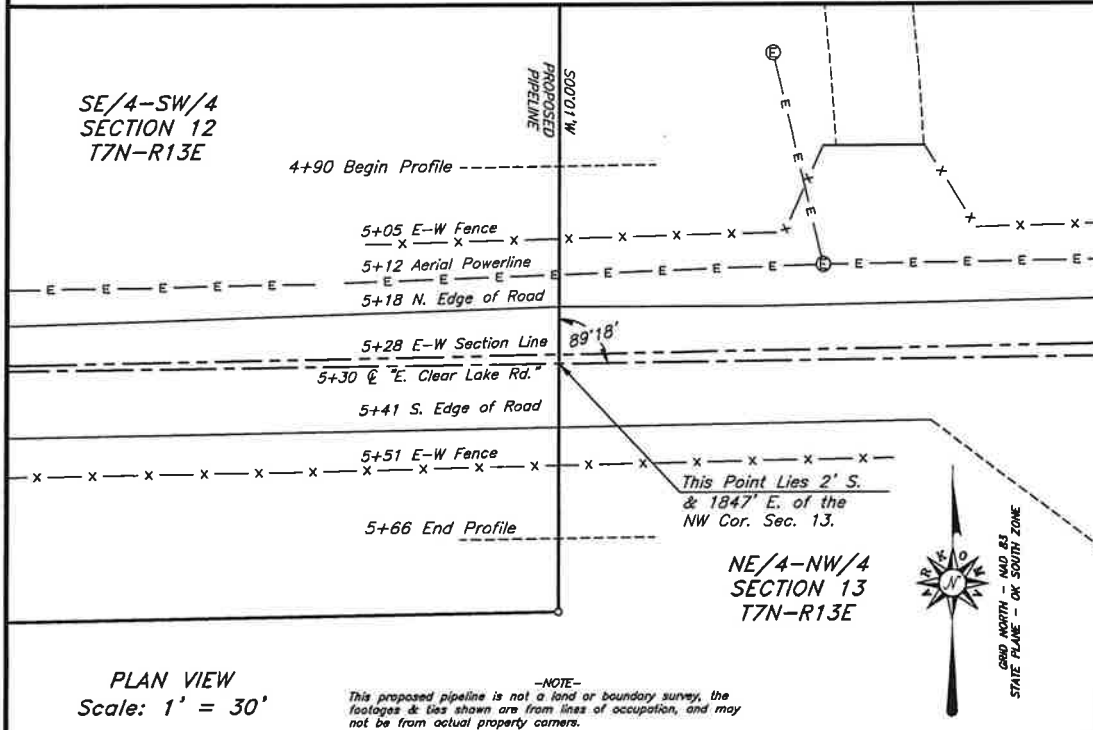 SE/4-SW/4
SECTION 12
T7N-R13E
S00°01'W
PROPOSED
PIPELINE
4+90 Begin Profile
5+05 E-W Fence
5+12 Aerial Powerline
5+18 N. Edge of Road
5+28 E-W Section Line
89°18'
5+30 ℄ "E. Clear Lake Rd."
5+41 S. Edge of Road
5+51 E-W Fence
This Point Lies 2' S.
& 1847' E. of the
NW Cor. Sec. 13.
5+66 End Profile
NE/4-NW/4
SECTION 13
T7N-R13E
ARKOMA
N
GRID NORTH - NAD 83
STATE PLANE - OK SOUTH ZONE
PLAN VIEW
Scale: 1' = 30'
-NOTE-
This proposed pipeline is not a land or boundary survey, the
footages & ties shown are from lines of occupation, and may
not be from actual property corners.